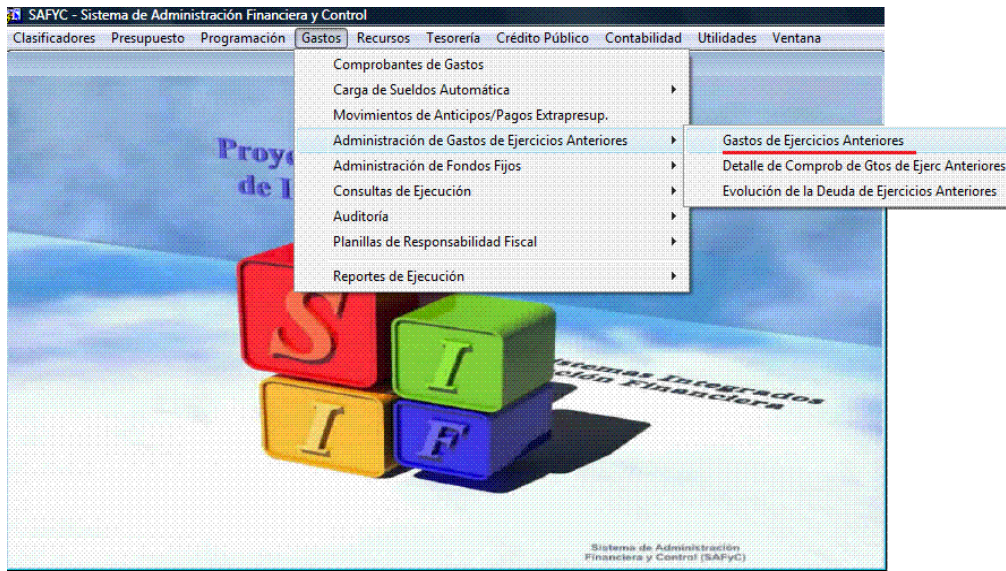 SAFYC - Sistema de Administración Financiera y Control
Clasificadores Presupuesto Programación Gastos Recursos Tesorería Crédito Público Contabilidad Utilidades Ventana
Comprobantes de Gastos
Carga de Sueldos Automática
Movimientos de Anticipos/Pagos Extrapresup.
Administración de Gastos de Ejercicios Anteriores
Administración de Fondos Fijos
Consultas de Ejecución
Auditoría
Planillas de Responsabilidad Fiscal
Reportes de Ejecución
Gastos de Ejercicios Anteriores
Detalle de Comprob de Gtos de Ejerc Anteriores
Evolución de la Deuda de Ejercicios Anteriores
de
S I
I F
Integrados
Financiera
Sistema de Administración
Financiera y Control (SAFyC)